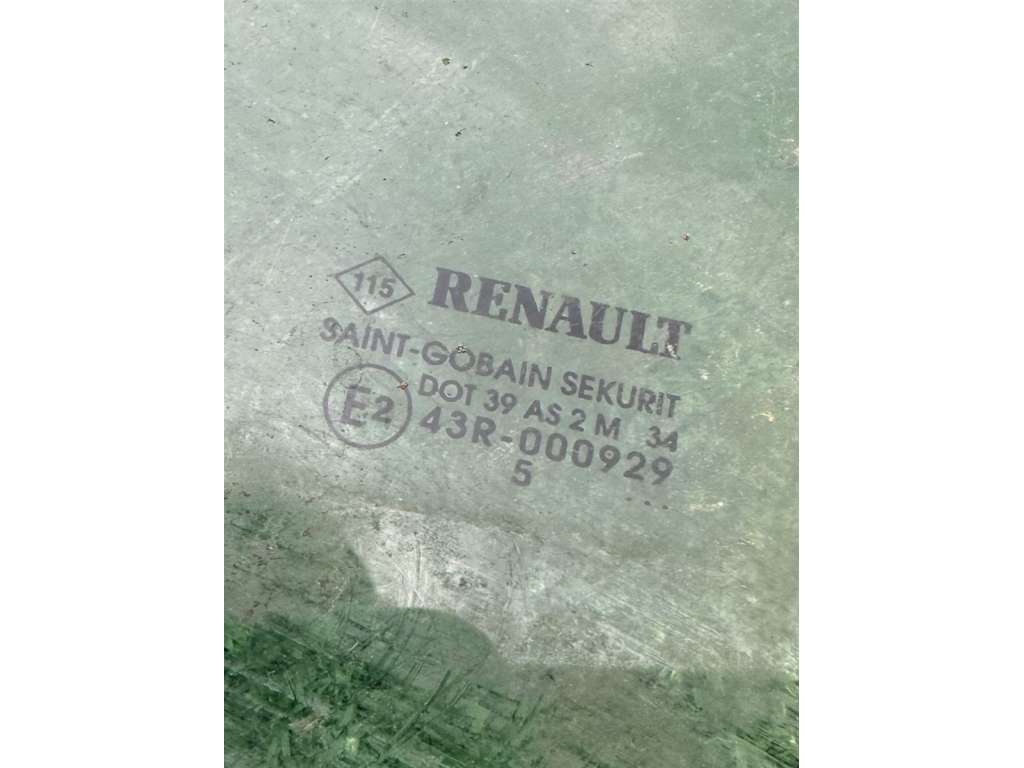 115 RENAULT
SAINT-GOBAIN SEKURIT
DOT 39 AS 2 M 34
E2 43R-000929
5 ...